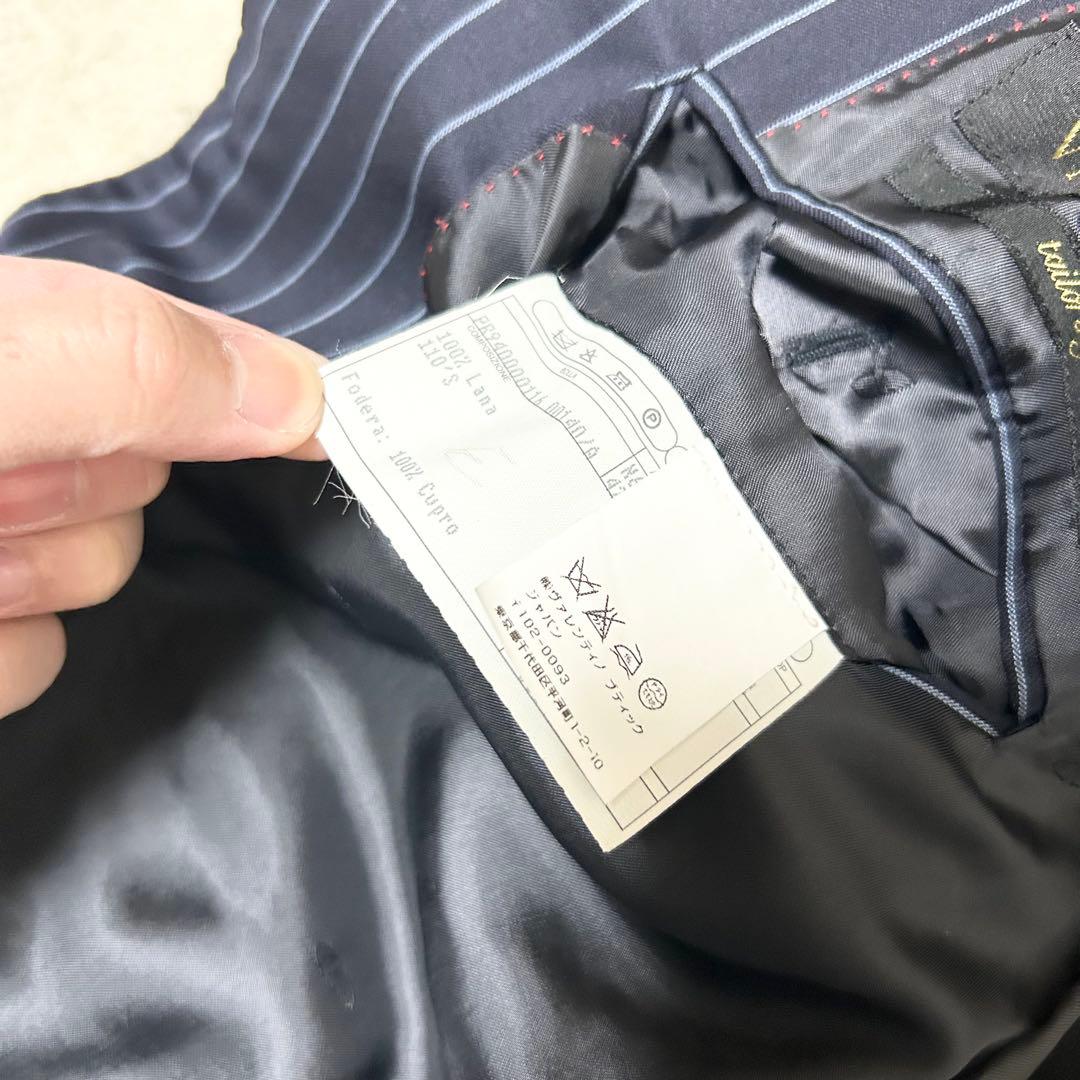 PR94D000116
COMPOSIZIONE
100% Lana
110'S
Fodera: 100% Cupro
P
㈱ヴァレンティノ ブティック
ジャパン
〒102-0093
東京都千代田区平河町1-2-10
tailor